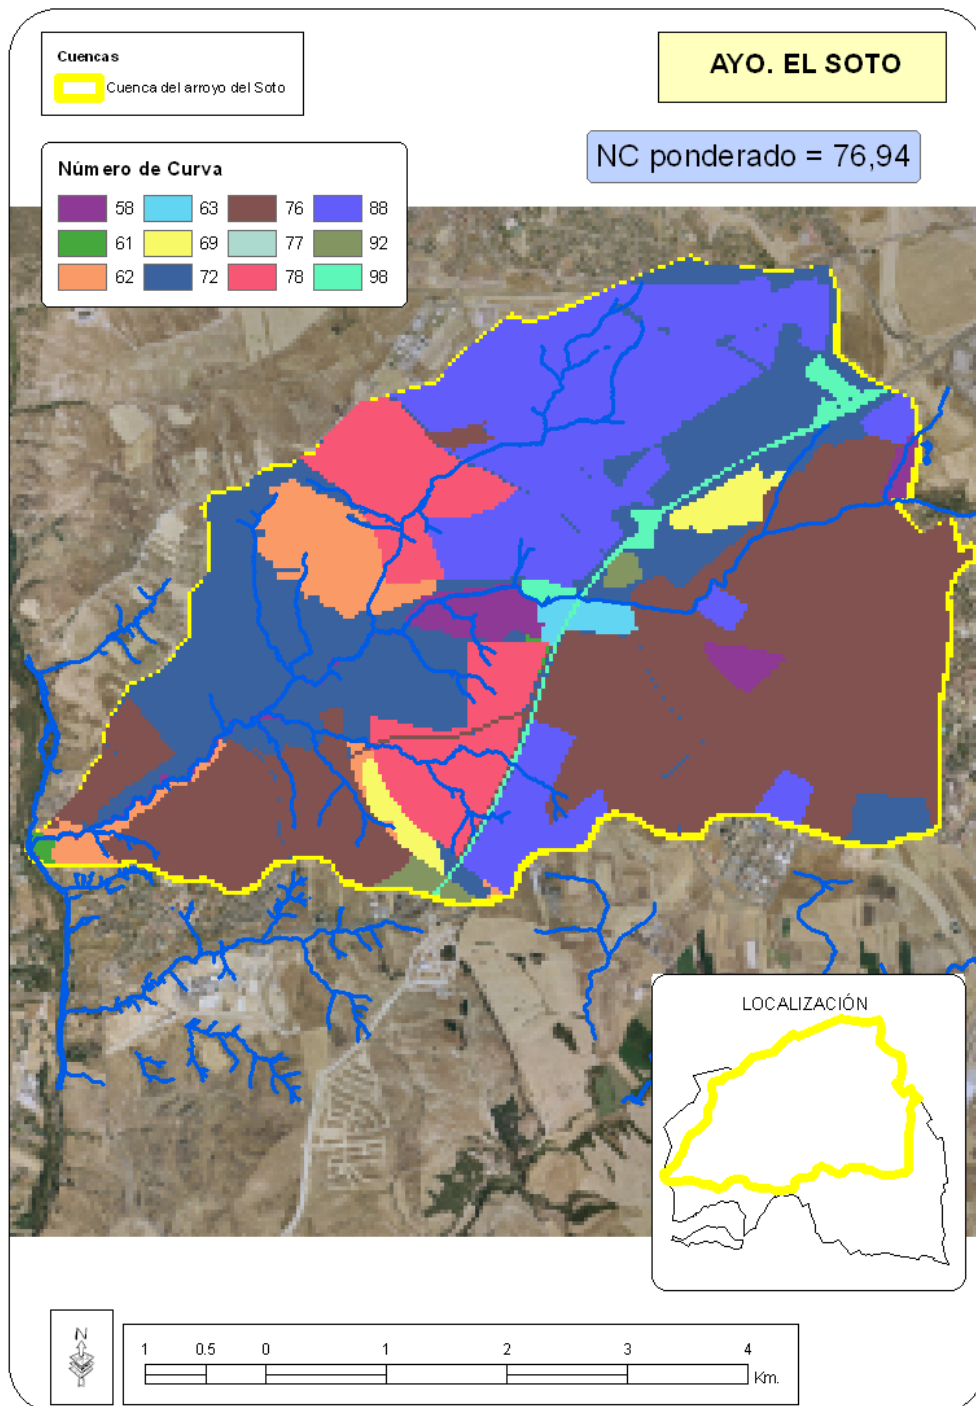 Cuencas
Cuenca del arroyo del Soto
AYO. EL SOTO
NC ponderado = 76,94
Número de Curva
58 63 76 88
61 69 77 92
62 72 78 98
LOCALIZACIÓN
N
1 0.5 0 1 2 3 4
Km.